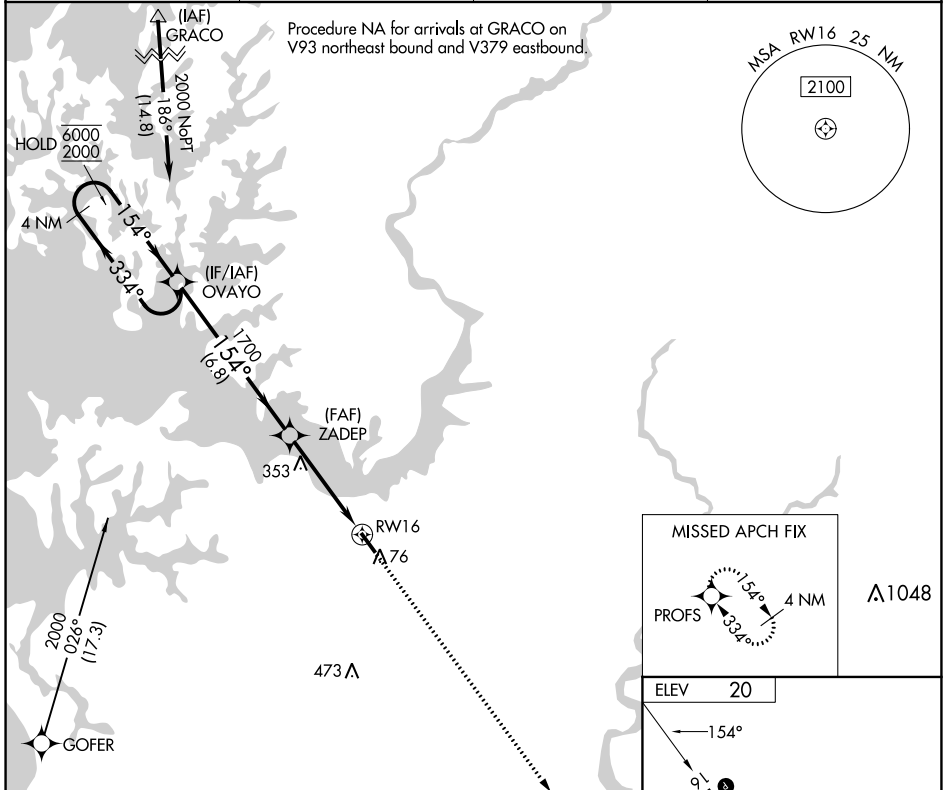 (IAF)
GRACO
Procedure NA for arrivals at GRACO on
V93 northeast bound and V379 eastbound.
MSA RW16 25 NM
2100
2000 NoPT
186°
(14.8)
HOLD
6000
2000
4 NM
154°
334°
(IF/IAF)
OVAYO
1700
154°
(6.8)
(FAF)
ZADEP
353
RW16
76
MISSED APCH FIX
PROFS
154°
334°
4 NM
1048
2000
026°
(17.3)
473
GOFER
ELEV 20
154°
16
P